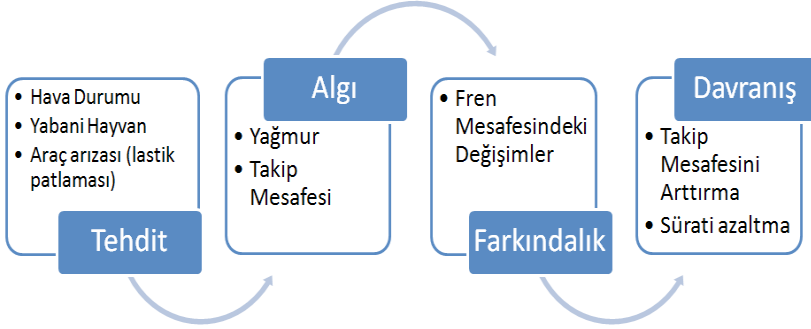 • Hava Durumu
• Yabani Hayvan
• Araç arızası (lastik
patlaması)
Tehdit
Algı
• Yağmur
• Takip
Mesafesi
• Fren
Mesafesindeki
Değişimler
Farkındalık
Davranış
• Takip
Mesafesini
Arttırma
• Sürati azaltma